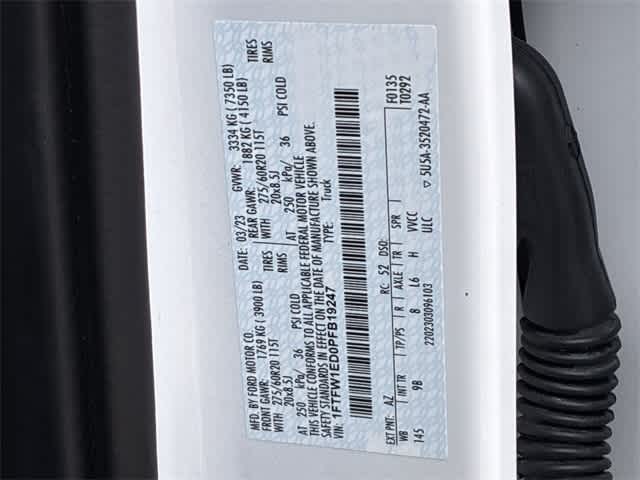 MFD. BY FORD MOTOR CO.
DATE: 03/23 GVWR: 3334 KG ( 7350 LB)
FRONT GAWR: 1769 KG ( 3900 LB) REAR GAWR: 1882 KG ( 4150 LB)
WITH 275/60R20 115T TIRES WITH 275/60R20 115T TIRES
20x8.5J RIMS 20x8.5J RIMS
AT 250 kPa/ 36 PSI COLD AT 250 kPa/ 36 PSI COLD
THIS VEHICLE CONFORMS TO ALL APPLICABLE FEDERAL MOTOR VEHICLE
SAFETY STANDARDS IN EFFECT ON THE DATE OF MANUFACTURE SHOWN ABOVE.
VIN: 1FTFW1ED0PFB19247 TYPE: Truck
F0135
T0292
EXT PNT: AZ RC: 52 DSO:
WB INT TR TP/PS R AXLE TR SPR
145 9B 8 L6 H VVCC
ULC
220230309​6103 ▽ 5U5A-3520472-AA